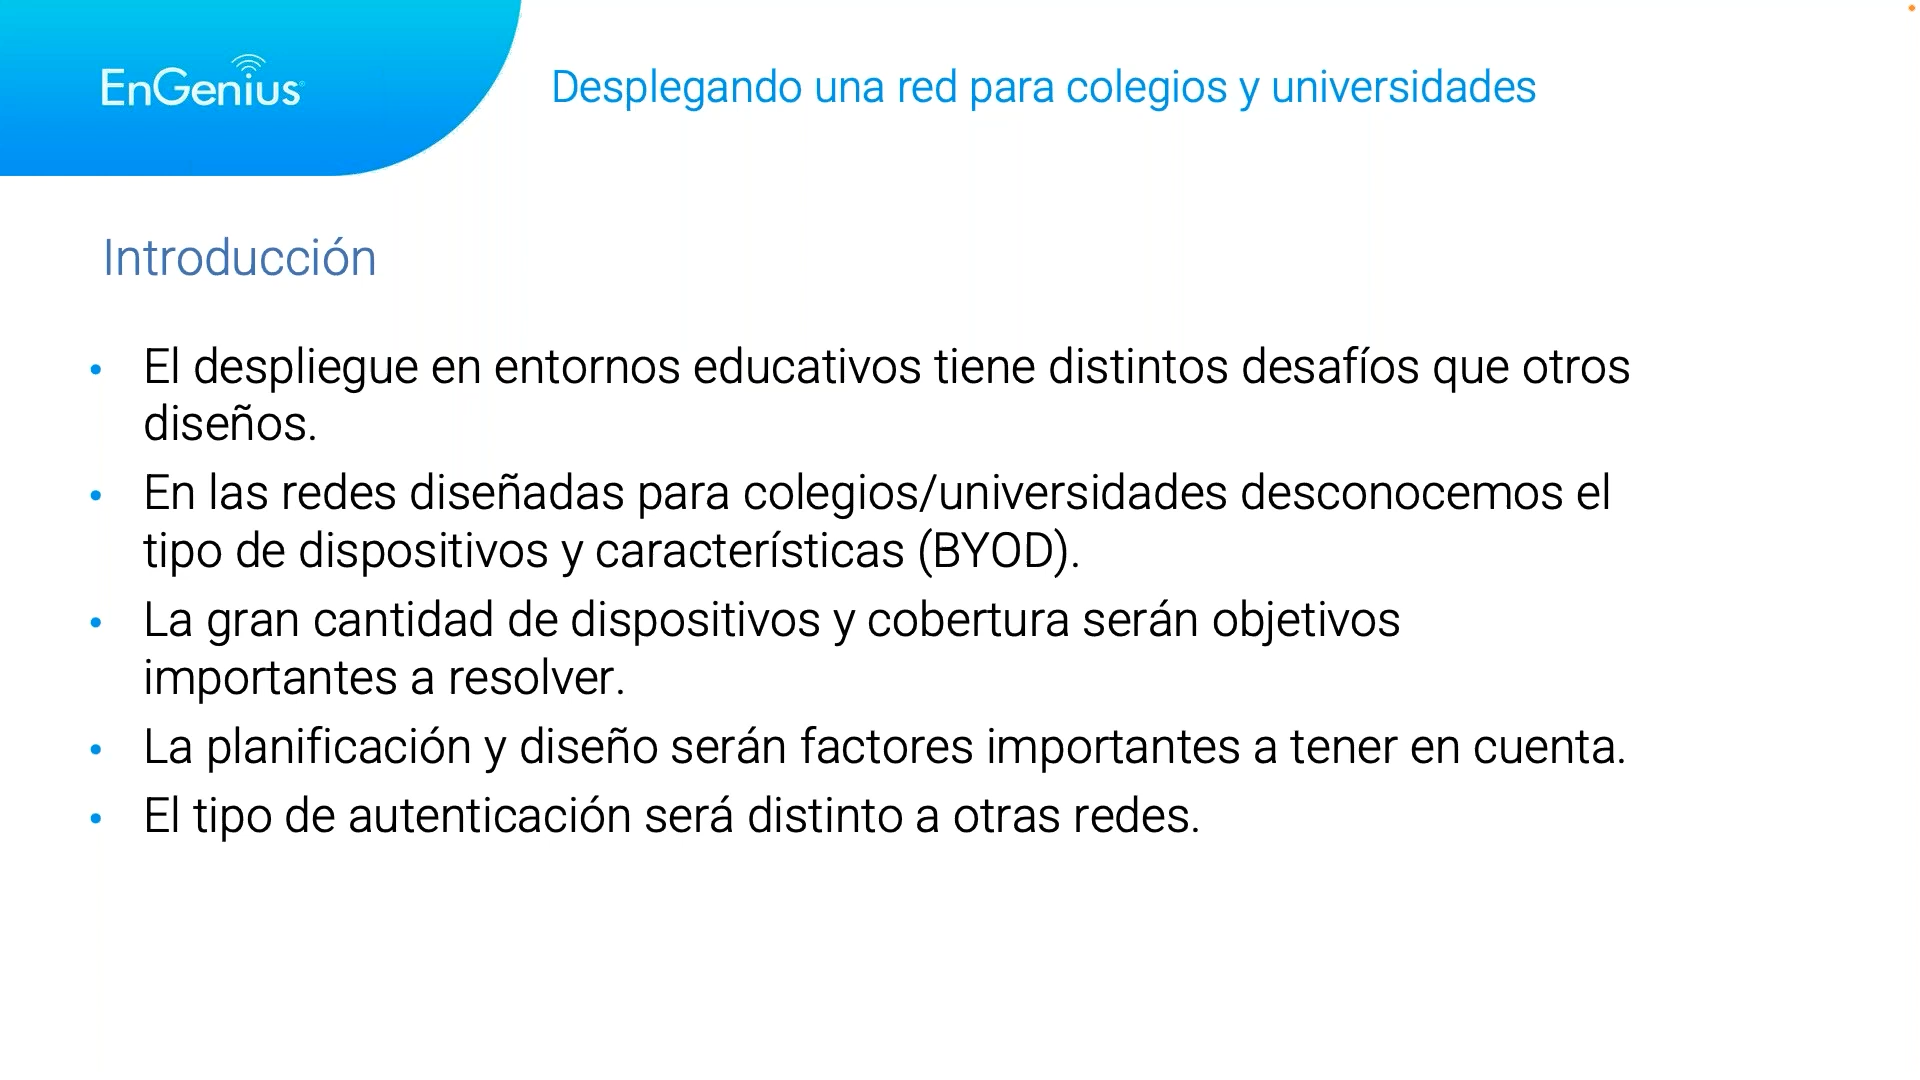 EnGenius
Desplegando una red para colegios y universidades
Introducción
• El despliegue en entornos educativos tiene distintos desafíos que otros
diseños.
• En las redes diseñadas para colegios/universidades desconocemos el
tipo de dispositivos y características (BYOD).
• La gran cantidad de dispositivos y cobertura serán objetivos
importantes a resolver.
• La planificación y diseño serán factores importantes a tener en cuenta.
• El tipo de autenticación será distinto a otras redes.